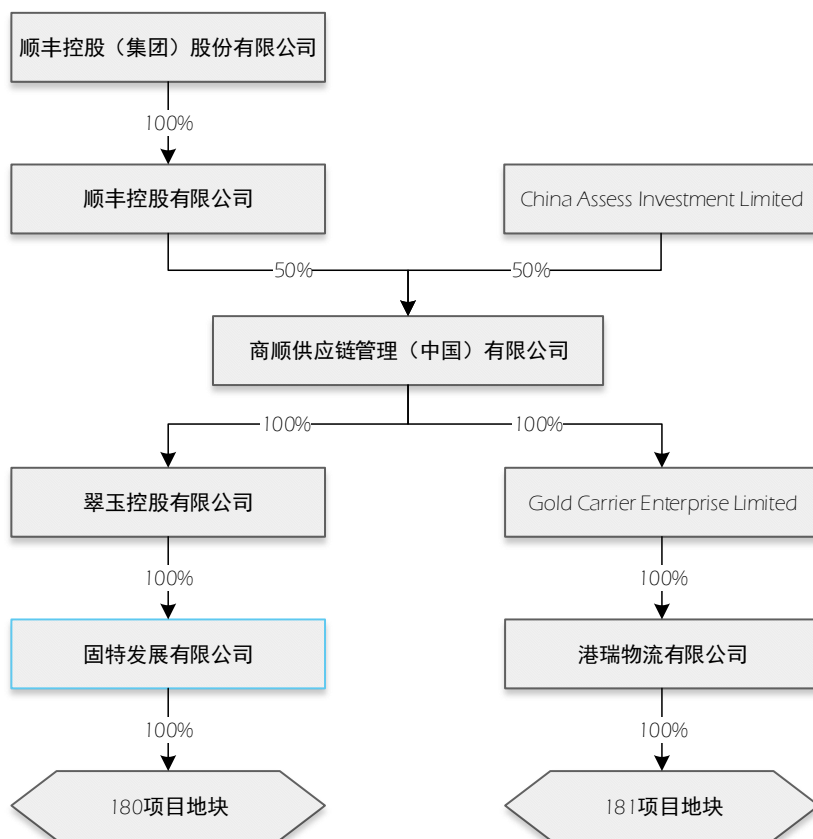 顺丰控股（集团）股份有限公司
100%
顺丰控股有限公司
China Assess Investment Limited
50%
50%
商顺供应链管理（中国）有限公司
100%
100%
翠玉控股有限公司
Gold Carrier Enterprise Limited
100%
100%
固特发展有限公司
港瑞物流有限公司
100%
100%
180项目地块
181项目地块